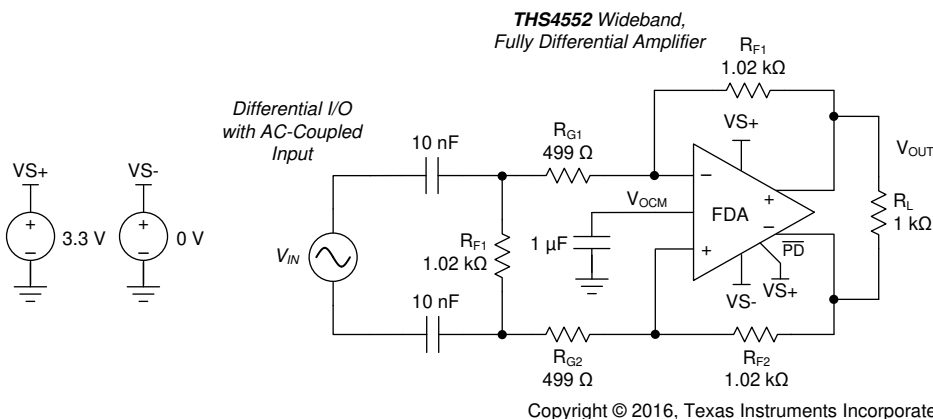 THS4552 Wideband,
Fully Differential Amplifier
RF1
1.02 kΩ
Differential I/O
with AC-Coupled
Input
10 nF
RG1
499 Ω
VS+
VOUT
VS+
VS-
VOCM
FDA
RL
1 kΩ
3.3 V
0 V
VIN
RF1
1.02 kΩ
1 µF
PD
VS-
VS+
10 nF
RG2
499 Ω
RF2
1.02 kΩ
Copyright © 2016, Texas Instruments Incorporate